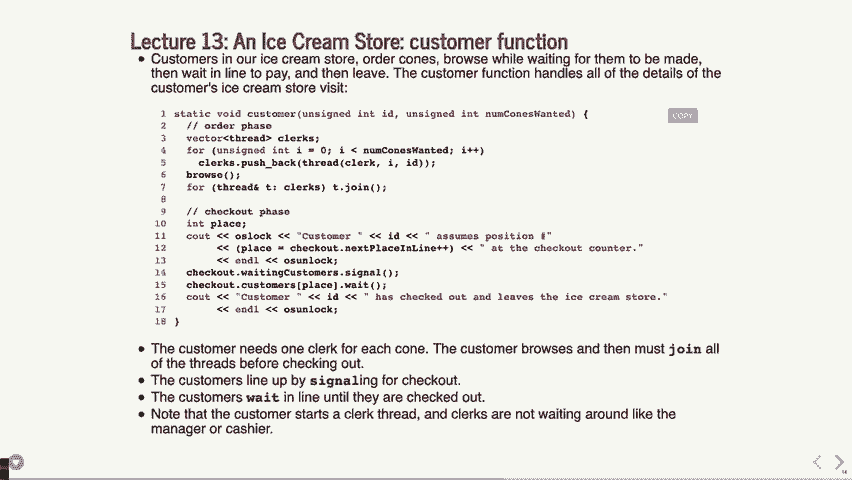 Lecture 13: An Ice Cream Store: customer function
• Customers in our ice cream store, order cones, browse while waiting for them to be made,
then wait in line to pay, and then leave. The customer function handles all of the details of the
customer's ice cream store visit:
COPY
1 static void customer(unsigned int id, unsigned int numConesWanted) {
2 // order phase
3 vector<thread> clerks;
4 for (unsigned int i = 0; i < numConesWanted; i++)
5 clerks.push_back(thread(clerk, i, id));
6 browse();
7 for (thread& t: clerks) t.join();
8
9 // checkout phase
10 int place;
11 cout << oslock << "Customer " << id << " assumes position #"
12 << (place = checkout.nextPlaceInLine++) << " at the checkout counter."
13 << endl << osunlock;
14 checkout.waitingCustomers.signal();
15 checkout.customers[place].wait();
16 cout << "Customer " << id << " has checked out and leaves the ice cream store."
17 << endl << osunlock;
18 }
• The customer needs one clerk for each cone. The customer browses and then must join all
of the threads before checking out.
• The customers line up by signaling for checkout.
• The customers wait in line until they are checked out.
• Note that the customer starts a clerk thread, and clerks are not waiting around like the
manager or cashier.
14